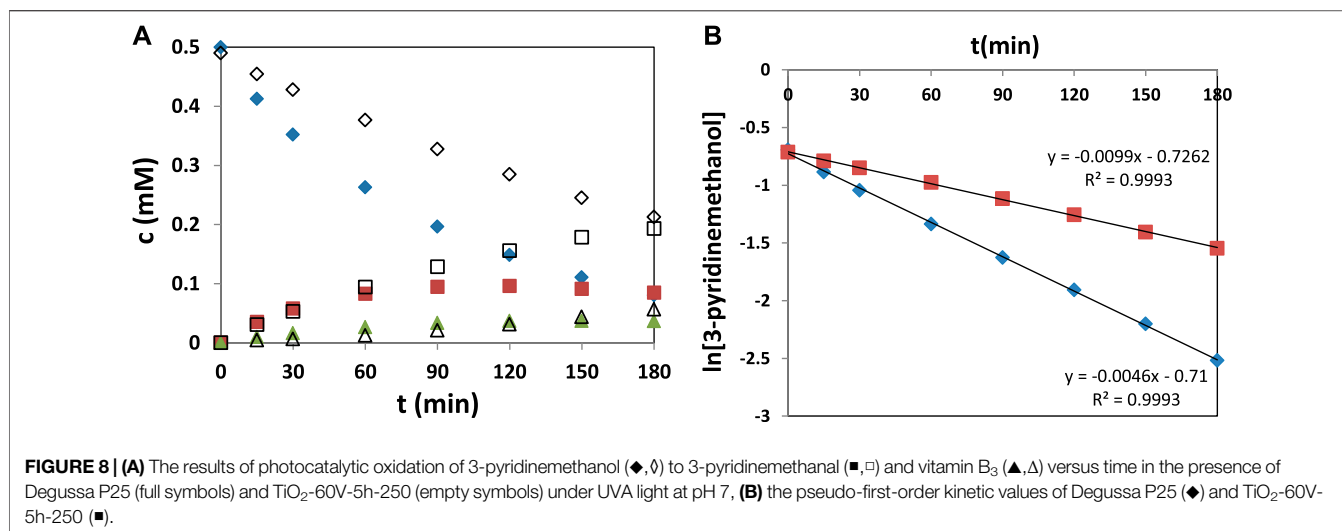 A
0.5
0.4
0.3
0.2
0.1
0
c (mM)
0 30 60 90 120 150 180
t (min)
B
t(min)
0
-0.5
-1
-1.5
-2
-2.5
-3
ln[3-pyridinemethanol]
0 30 60 90 120 150 180
y = -0.0099x - 0.7262
R² = 0.9993
y = -0.0046x - 0.71
R² = 0.9993
FIGURE 8 | (A) The results of photocatalytic oxidation of 3-pyridinemethanol (◆,◊) to 3-pyridinemethanal (■,□) and vitamin B₃ (▲,Δ) versus time in the presence of
Degussa P25 (full symbols) and TiO₂-60V-5h-250 (empty symbols) under UVA light at pH 7, (B) the pseudo-first-order kinetic values of Degussa P25 (◆) and TiO₂-60V-
5h-250 (■).